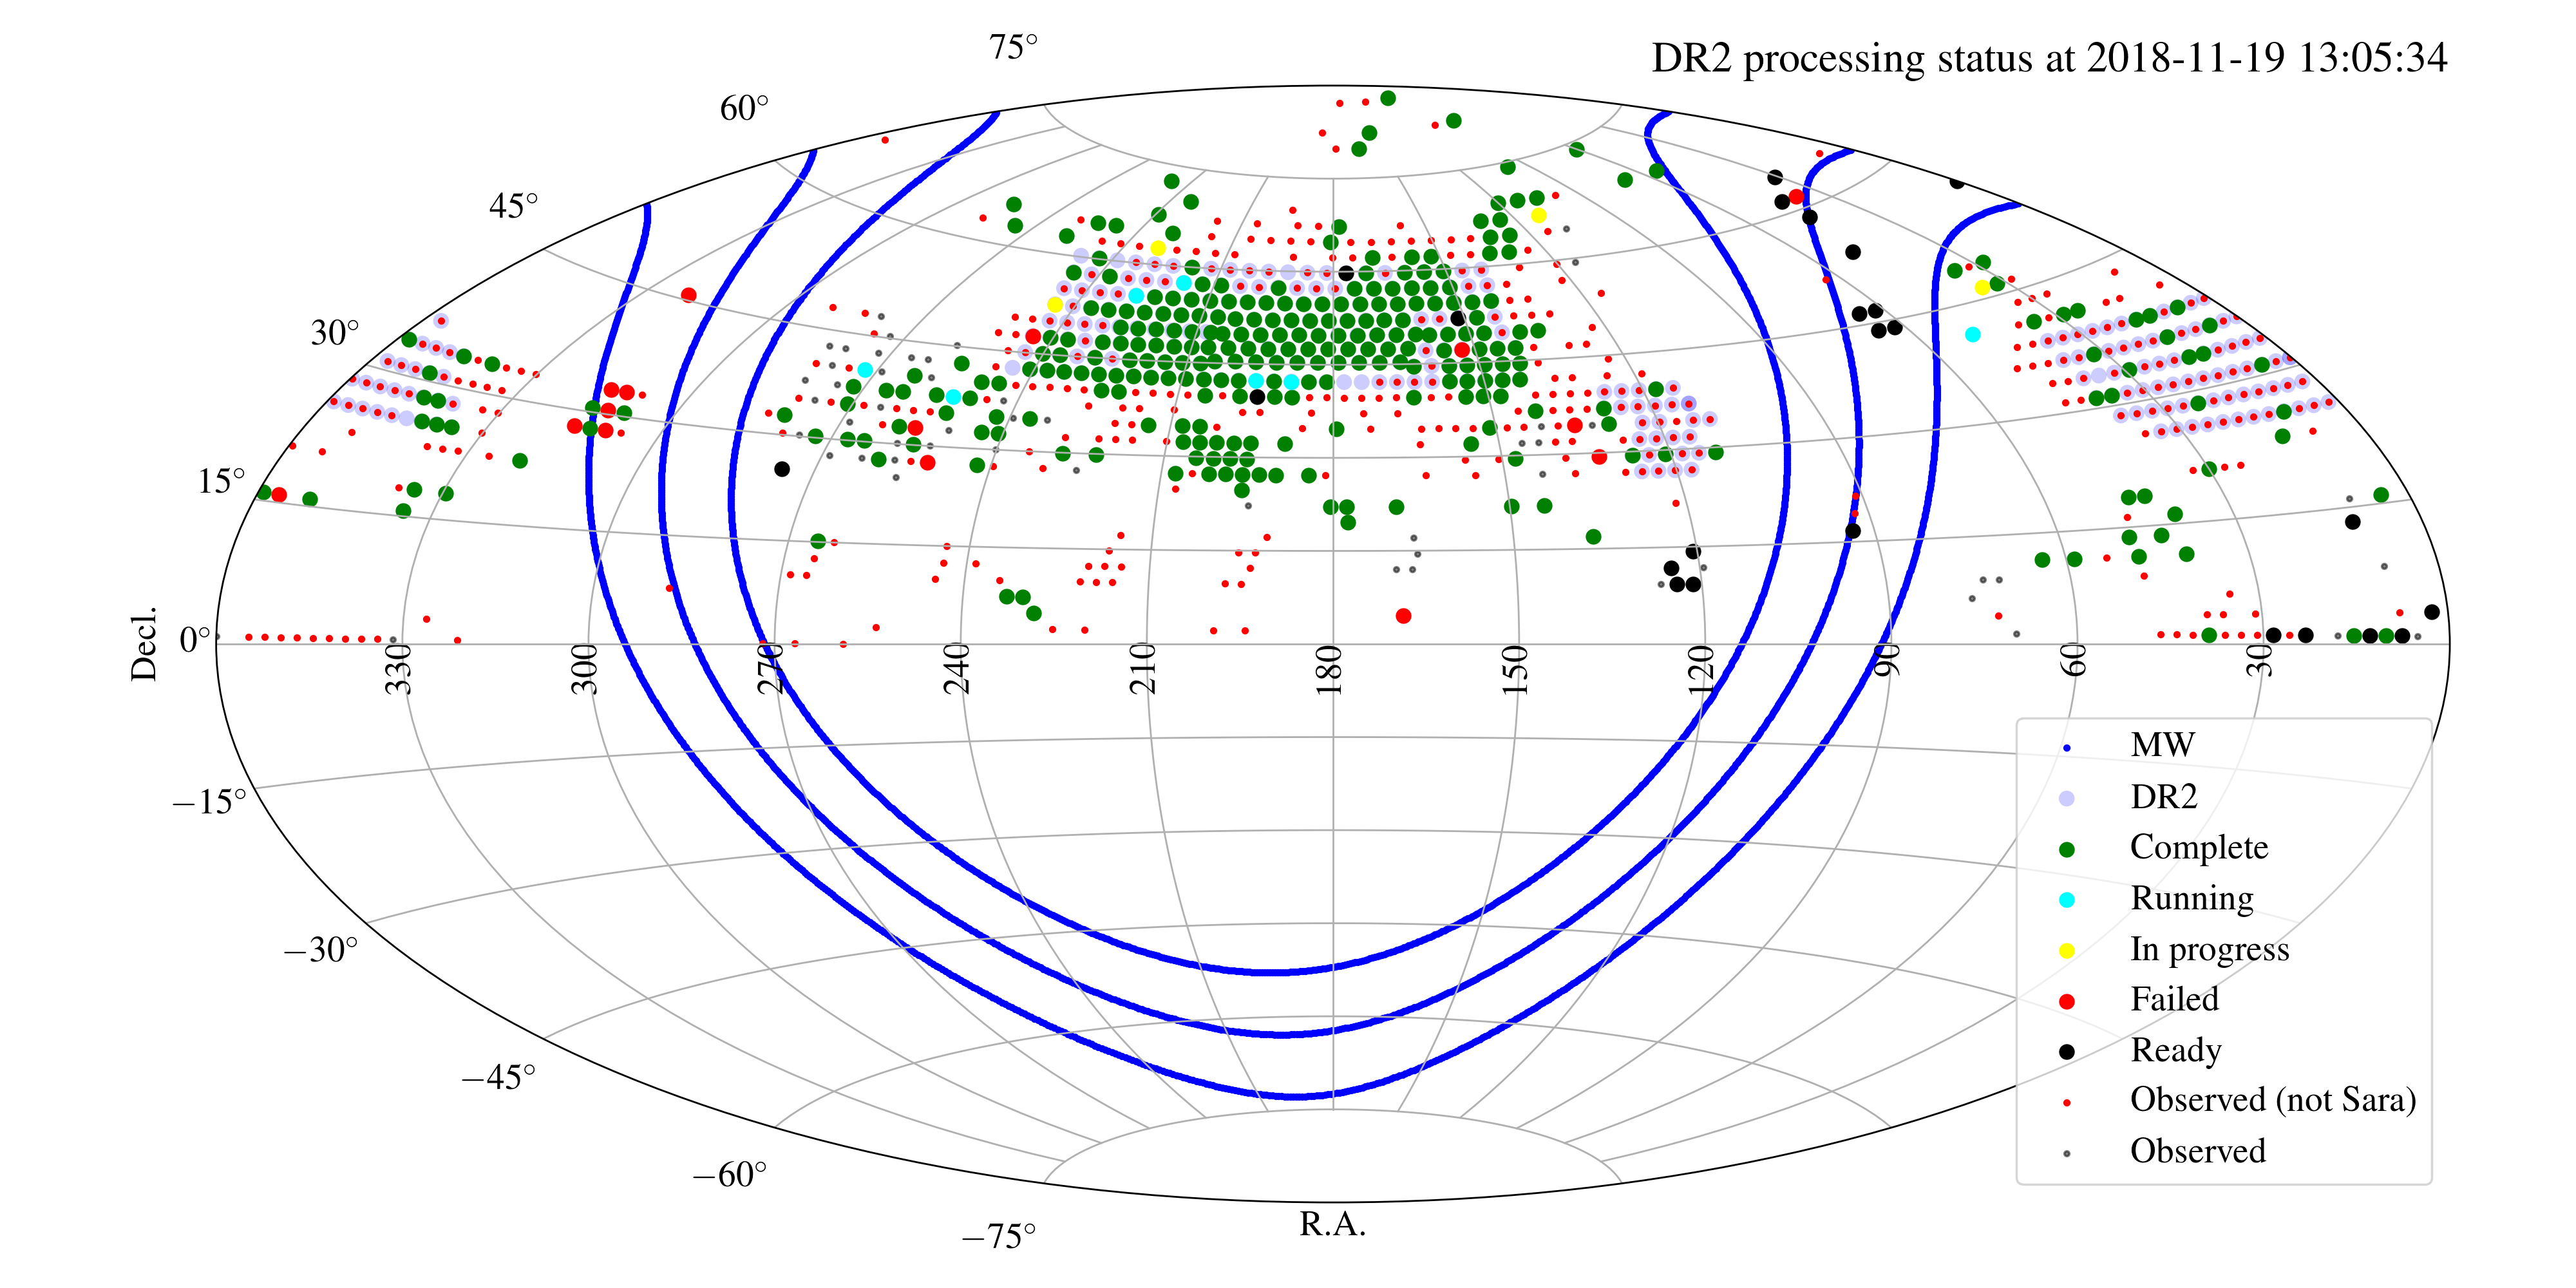 DR2 processing status at 2018-11-19 13:05:34
75°
60°
45°
30°
15°
0°
−15°
−30°
−45°
−60°
−75°
Decl.
330 300 270 240 210 180 150 120 90 60 30
R.A.
MW
DR2
Complete
Running
In progress
Failed
Ready
Observed (not Sara)
Observed